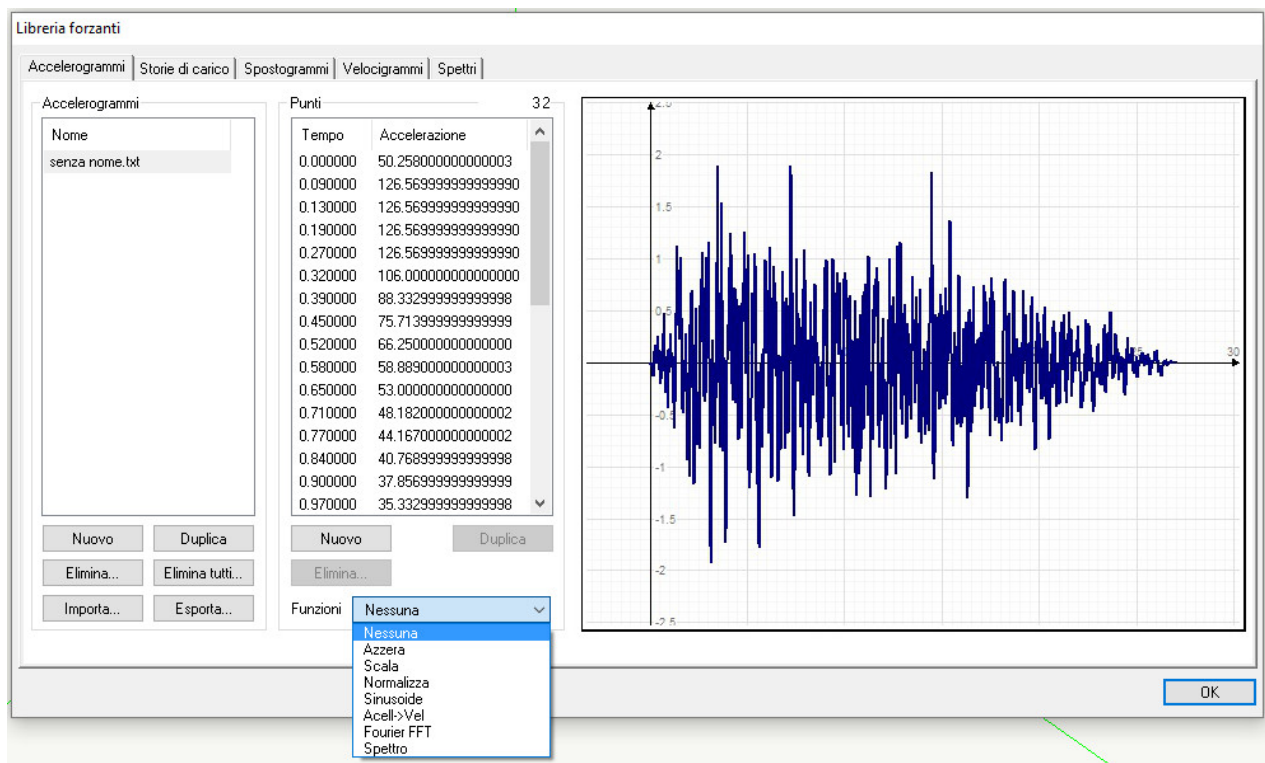 Libreria forzanti
Accelerogrammi Storie di carico Spostogrammi Velocigrammi Spettri
Accelerogrammi
Nome
senza nome.txt
Nuovo Duplica
Elimina... Elimina tutti...
Importa... Esporta...
Punti 32
Tempo Accelerazione
0.000000 50.258000000000003
0.090000 126.569999999999990
0.130000 126.569999999999990
0.190000 126.569999999999990
0.270000 126.569999999999990
0.320000 106.000000000000000
0.390000 88.332999999999998
0.450000 75.713999999999999
0.520000 66.250000000000000
0.580000 58.889000000000003
0.650000 53.000000000000000
0.710000 48.182000000000002
0.770000 44.167000000000002
0.840000 40.768999999999998
0.900000 37.856999999999999
0.970000 35.332999999999998
Nuovo Duplica
Elimina...
Funzioni Nessuna
Nessuna
Azzera
Scala
Normalizza
Sinusoide
Acell->Vel
Fourier FFT
Spettro
2.5
2
1.5
1
0.5
30
-0.5
-1
-1.5
-2
-2.5
OK